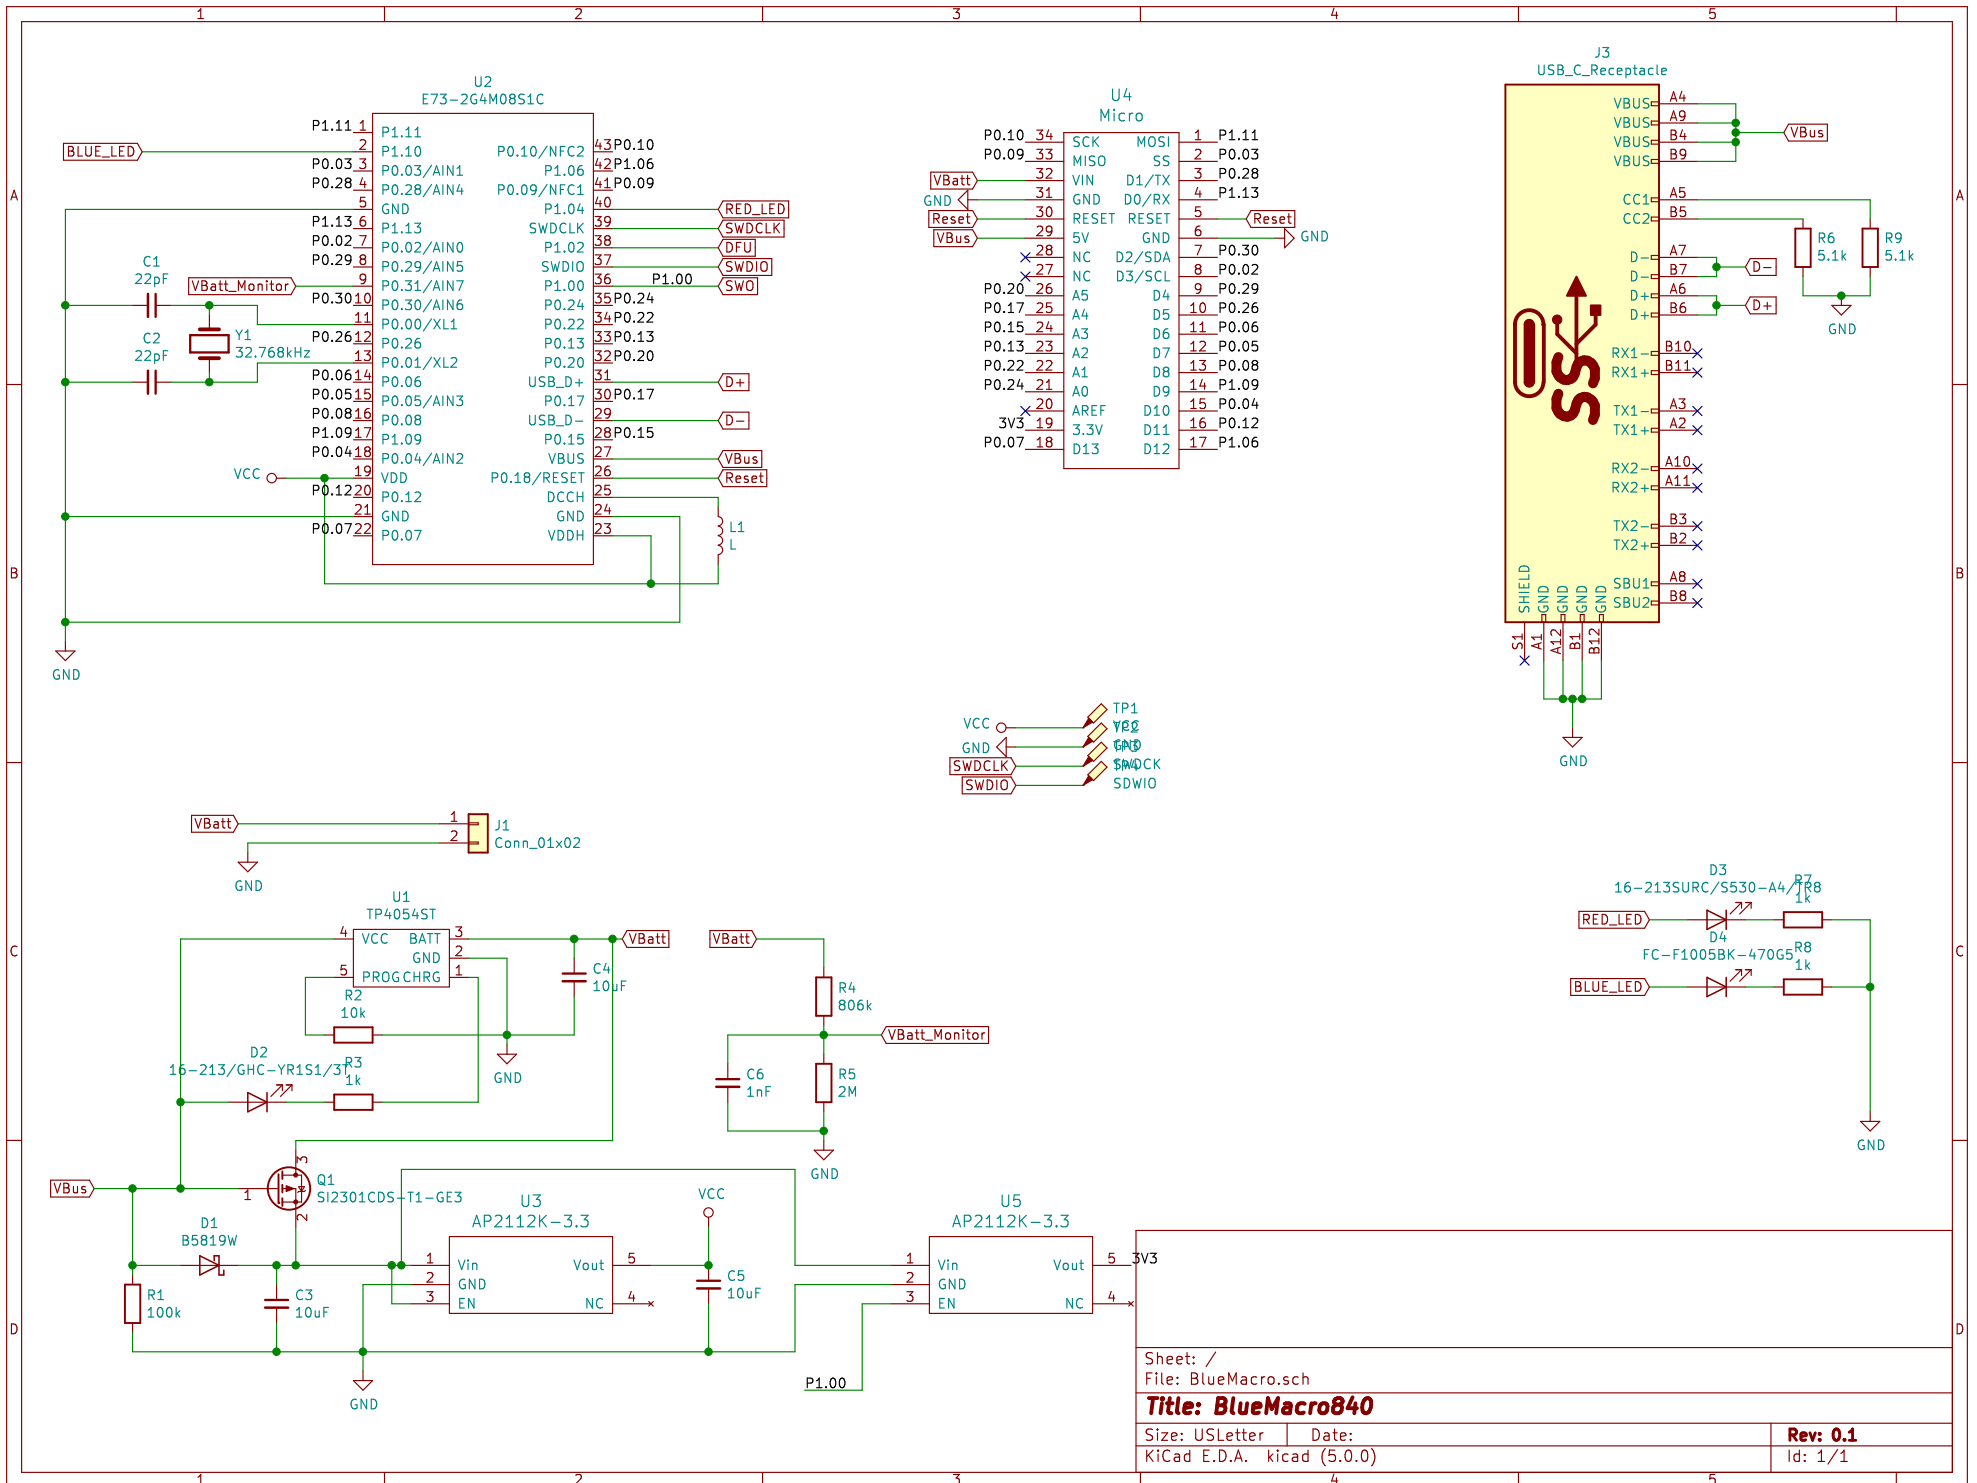 1 2 3 4 5
A
B
C
D
U2
E73-2G4M08S1C
P1.11 1 P1.11
BLUE_LED 2 P1.10
P0.03 3 P0.03/AIN1
P0.28 4 P0.28/AIN4
5 GND
P1.13 6 P1.13
P0.02 7 P0.02/AIN0
P0.29 8 P0.29/AIN5
VBatt_Monitor 9 P0.31/AIN7
P0.30 10 P0.30/AIN6
11 P0.00/XL1
P0.26 12 P0.26
13 P0.01/XL2
P0.06 14 P0.06
P0.05 15 P0.05/AIN3
P0.08 16 P0.08
P1.09 17 P1.09
P0.04 18 P0.04/AIN2
VCC 19 VDD
P0.12 20 P0.12
21 GND
P0.07 22 P0.07
P0.10/NFC2 43 P0.10
P1.06 42 P1.06
P0.09/NFC1 41 P0.09
P1.04 40 RED_LED
SWDCLK 39 SWDCLK
P1.02 38 DFU
SWDIO 37 SWDIO
P1.00 36 P1.00 SWO
P0.24 35 P0.24
P0.22 34 P0.22
P0.13 33 P0.13
P0.20 32 P0.20
USB_D+ 31 D+
P0.17 30 P0.17
USB_D- 29 D-
P0.15 28 P0.15
VBUS 27 VBus
P0.18/RESET 26 Reset
DCCH 25
GND 24
VDDH 23
L1
L
C1
22pF
C2
22pF
Y1
32.768kHz
GND
U4
Micro
P0.10 34 SCK MOSI 1 P1.11
P0.09 33 MISO SS 2 P0.03
VBatt 32 VIN D1/TX 3 P0.28
GND 31 GND D0/RX 4 P1.13
Reset 30 RESET RESET 5 Reset
VBus 29 5V GND 6 GND
28 NC D2/SDA 7 P0.30
27 NC D3/SCL 8 P0.02
P0.20 26 A5 D4 9 P0.29
P0.17 25 A4 D5 10 P0.26
P0.15 24 A3 D6 11 P0.06
P0.13 23 A2 D7 12 P0.05
P0.22 22 A1 D8 13 P0.08
P0.24 21 A0 D9 14 P1.09
20 AREF D10 15 P0.04
3V3 19 3.3V D11 16 P0.12
P0.07 18 D13 D12 17 P1.06
J3
USB_C_Receptacle
VBUS A4
VBUS A9
VBUS B4 VBus
VBUS B9
CC1 A5
CC2 B5
R6
5.1k
R9
5.1k
GND
D- A7
D- B7 D-
D+ A6
D+ B6 D+
RX1- B10
RX1+ B11
TX1- A3
TX1+ A2
RX2- A10
RX2+ A11
TX2- B3
TX2+ B2
SBU1 A8
SBU2 B8
SS
SHIELD GND GND GND GND
S1 A1 A12 B1 B12
GND
VCC TP1
VCC
GND TP2
GND
SWDCLK TP3
SWDCK
SWDIO TP4
SDWIO
VBatt 1 J1
2 Conn_01x02
GND
U1
TP4054ST
4 VCC BATT 3 VBatt
GND 2
5 PROG CHRG 1
C4
10uF
R2
10k
GND
D2
16-213/GHC-YR1S1/3T
R3
1k
VBatt
R4
806k
VBatt_Monitor
C6
1nF
R5
2M
GND
D3
16-213SURC/S530-A4/TR8
R7
1k
RED_LED
D4
FC-F1005BK-470G5
R8
1k
BLUE_LED
GND
VBus
1 3 2
Q1
SI2301CDS-T1-GE3
D1
B5819W
R1
100k
C3
10uF
GND
U3
AP2112K-3.3
1 Vin Vout 5
2 GND
3 EN NC 4
VCC
C5
10uF
U5
AP2112K-3.3
1 Vin Vout 5 3V3
2 GND
3 EN NC 4
P1.00
Sheet: /
File: BlueMacro.sch
Title: BlueMacro840
Size: USLetter Date: Rev: 0.1
KiCad E.D.A. kicad (5.0.0) Id: 1/1
A
B
C
D
1 2 3 4 5